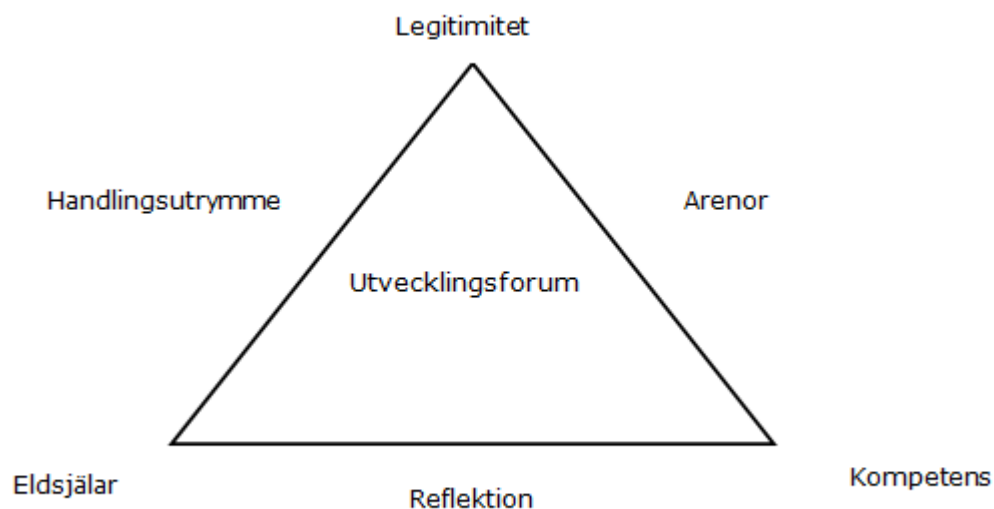 Legitimitet
Handlingsutrymme
Arenor
Utvecklingsforum
Eldsjälar
Reflektion
Kompetens